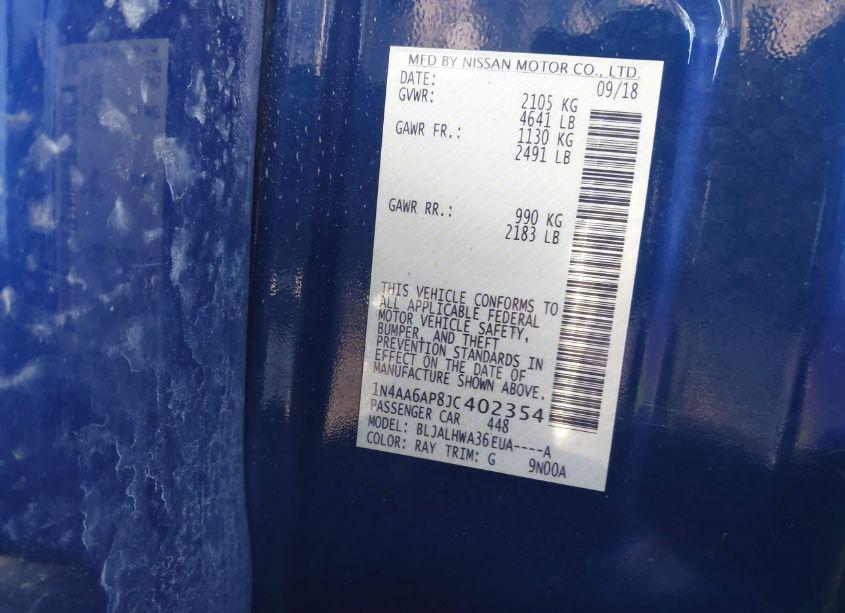 MFD BY NISSAN MOTOR CO., LTD.
DATE: 09/18
GVWR: 2105 KG
4641 LB
GAWR FR.: 1130 KG
2491 LB
GAWR RR.: 990 KG
2183 LB
THIS VEHICLE CONFORMS TO
ALL APPLICABLE FEDERAL
MOTOR VEHICLE SAFETY,
BUMPER, AND THEFT
PREVENTION STANDARDS IN
EFFECT ON THE DATE OF
MANUFACTURE SHOWN ABOVE.
1N4AA6AP8JC402354
PASSENGER CAR 448
MODEL: BLJALHWA36EUA----A
COLOR: RAY TRIM: G 9N00A